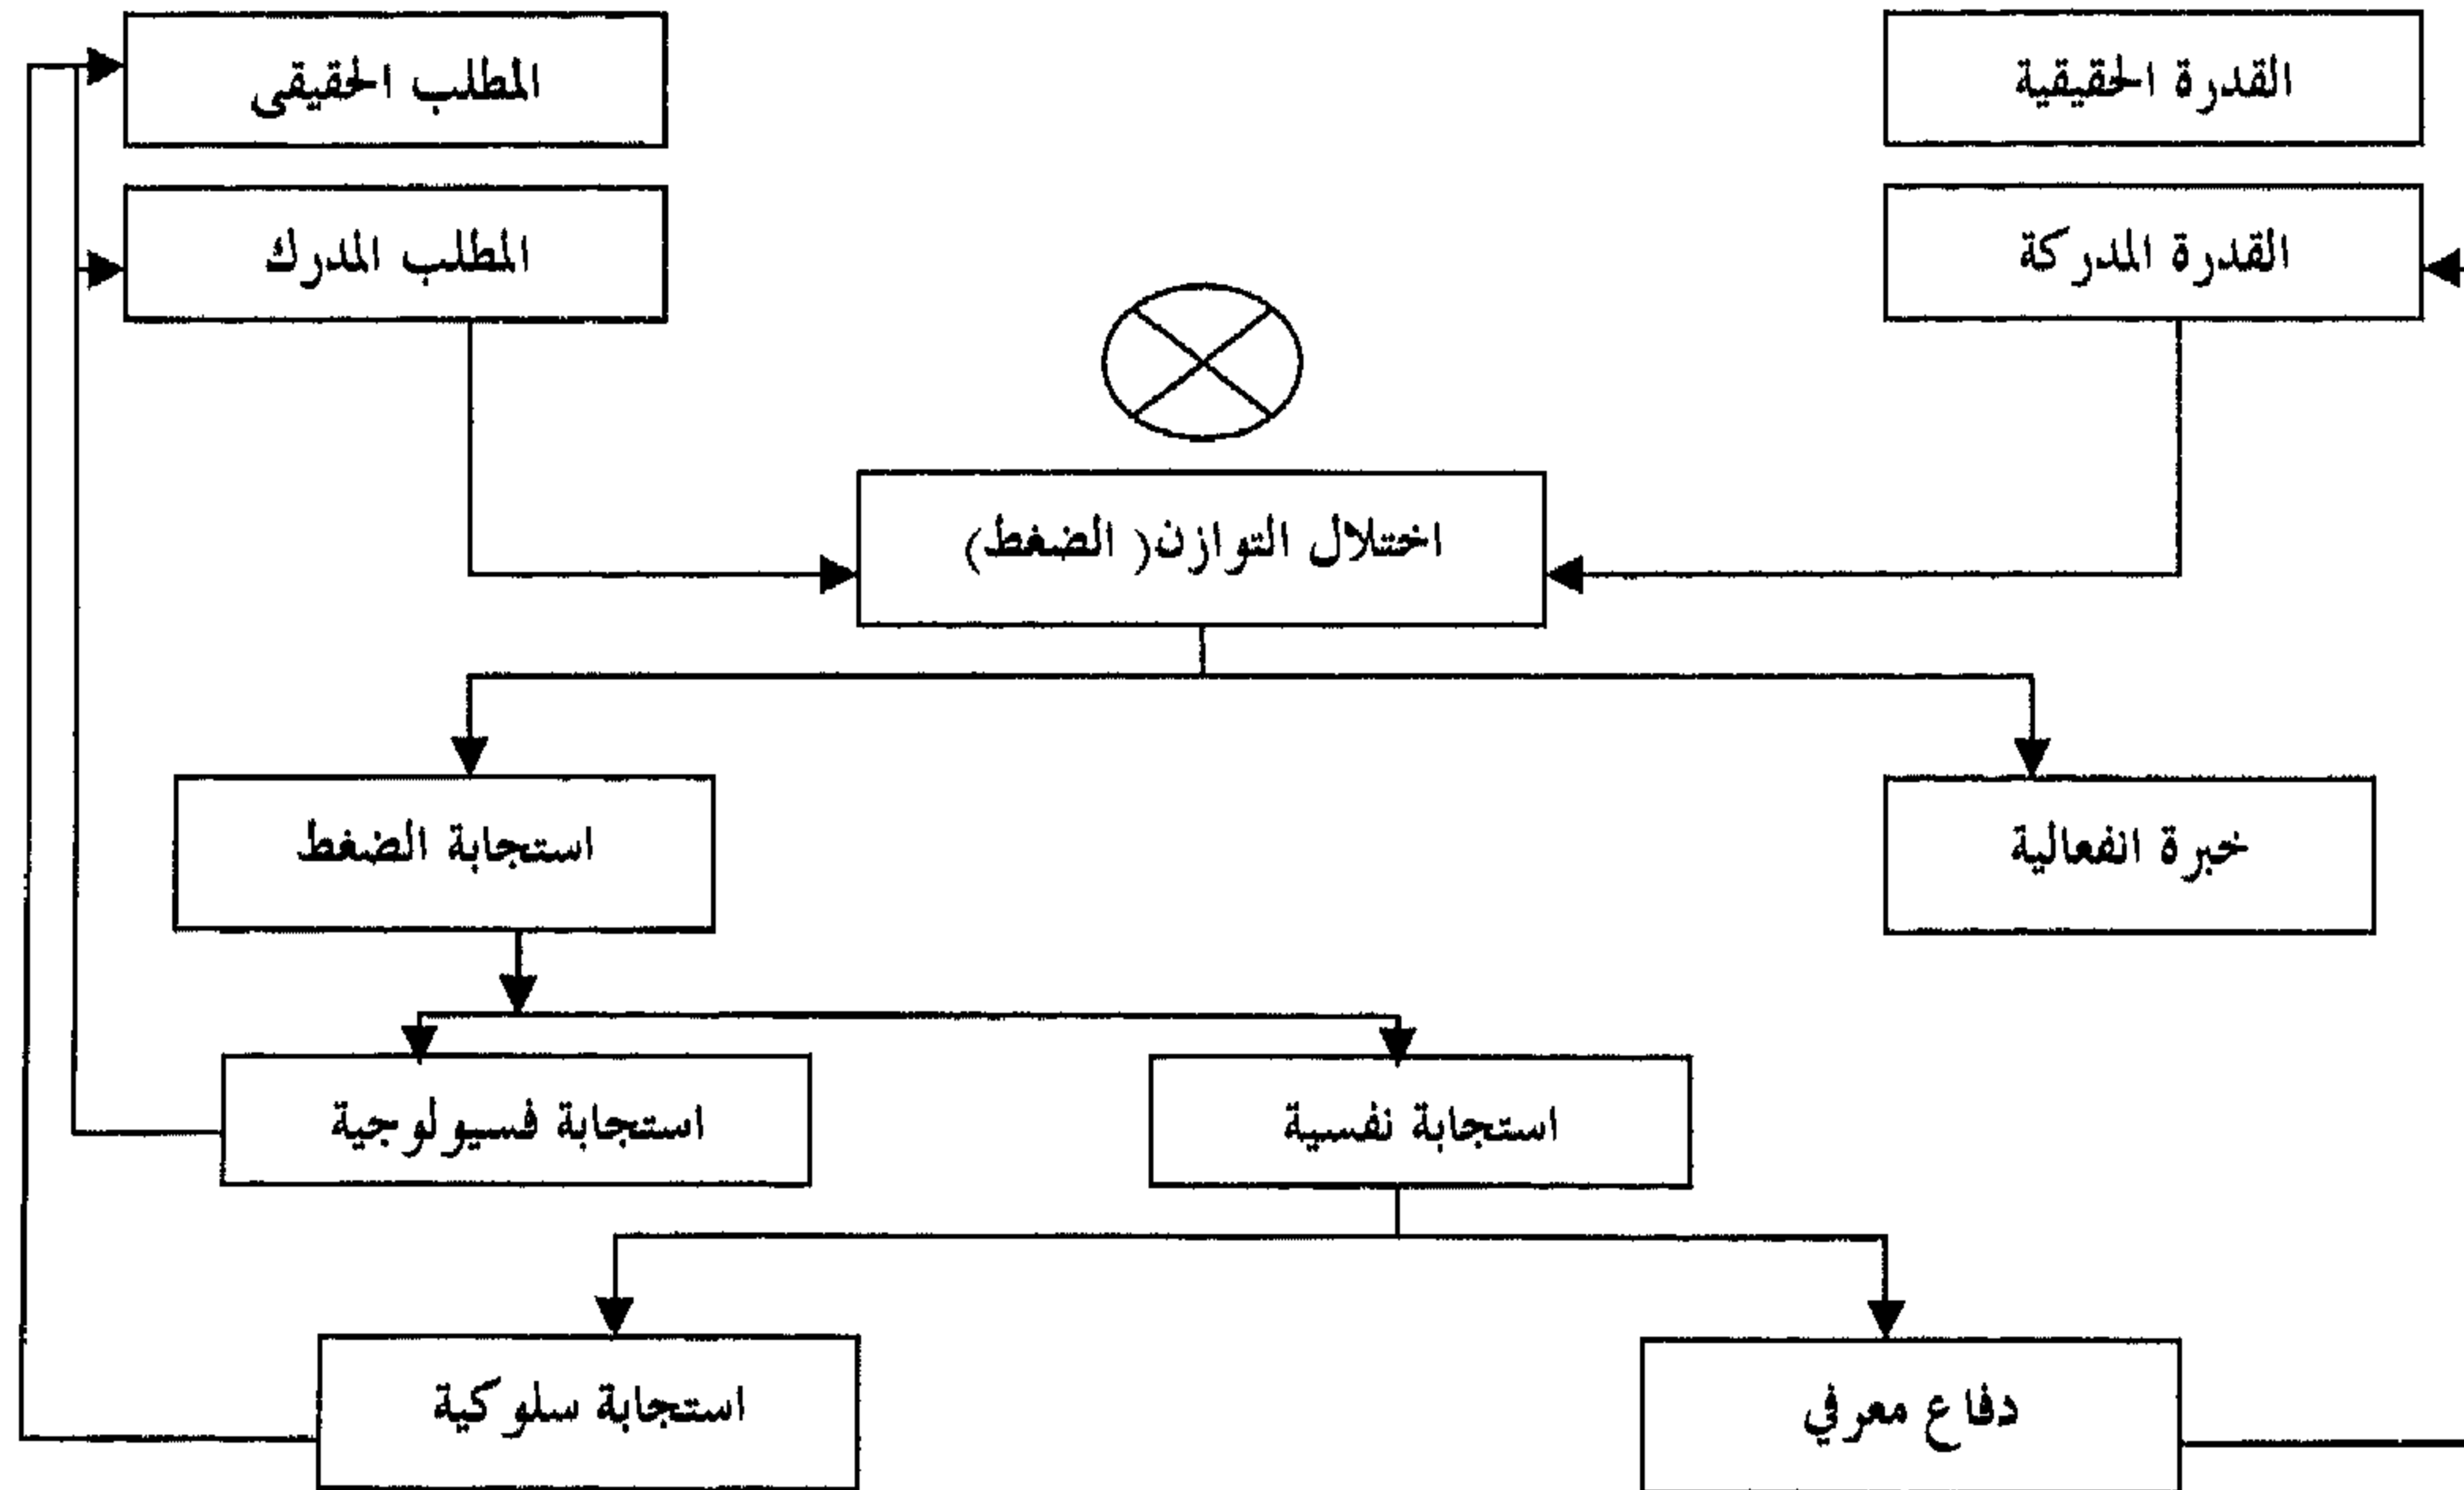 القدرة الحقيقية
المطلب الحقيقى
القدرة المدركة
المطلب المدرك
اختلال التوازن( الضغط)
خبرة انفعالية
استجابة الضغط
استجابة نفسية
استجابة فسيولوجية
دفاع معرفي
استجابة سلوكية